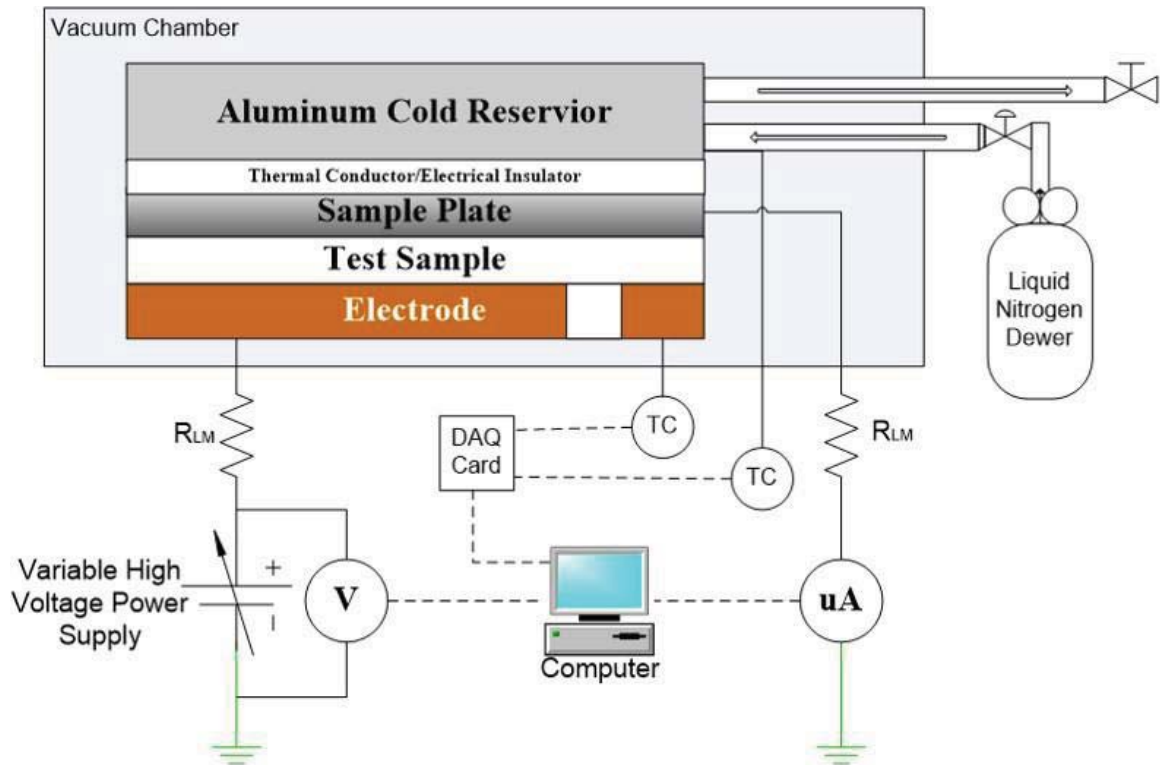 Vacuum Chamber
Aluminum Cold Reservior
Thermal Conductor/Electrical Insulator
Sample Plate
Test Sample
Electrode
Liquid
Nitrogen
Dewer
RLM
DAQ
Card
TC
TC
RLM
Variable High
Voltage Power
Supply
+
V
uA
Computer